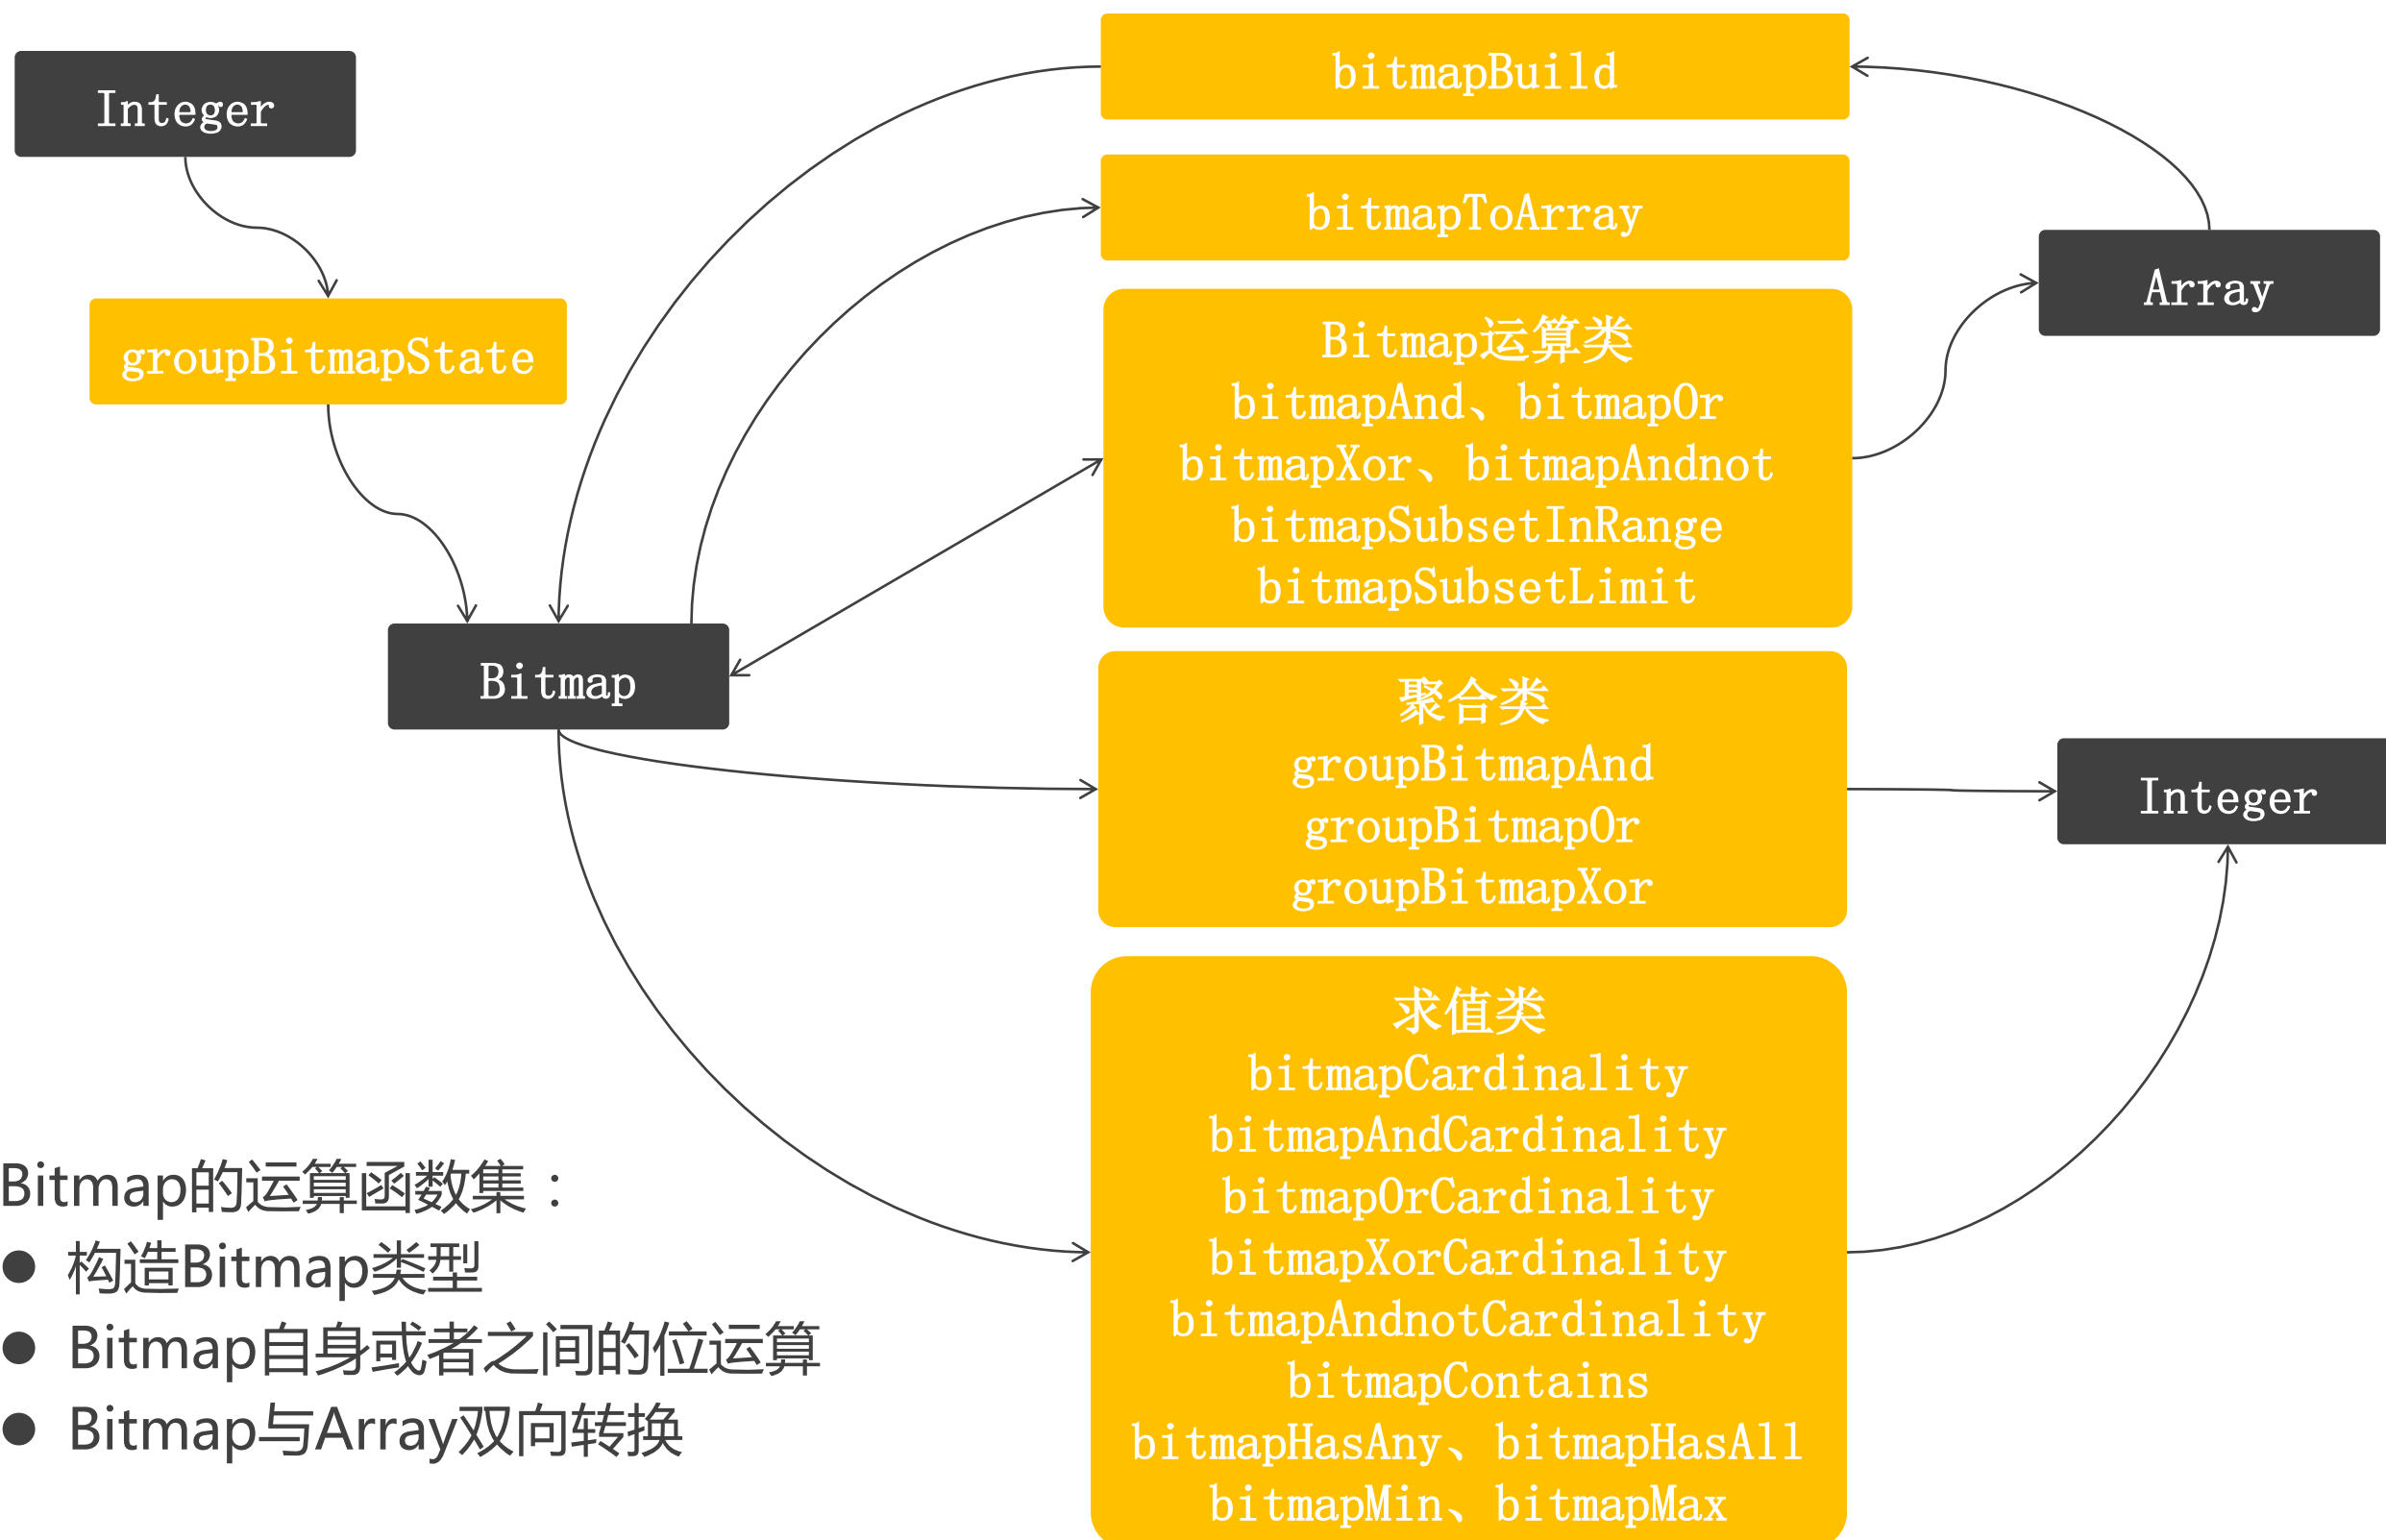 Integer
groupBitmapState
Bitmap
bitmapBuild
bitmapToArray
Bitmap运算类
bitmapAnd、bitmapOr
bitmapXor、bitmapAndnot
bitmapSubsetInRange
bitmapSubsetLimit
Array
聚合类
groupBitmapAnd
groupBitmapOr
groupBitmapXor
Integer
求值类
bitmapCardinality
bitmapAndCardinality
bitmapOrCardinality
bitmapXorCardinality
bitmapAndnotCardinality
bitmapContains
bitmapHasAny、bitmapHasAll
bitmapMin、bitmapMax
Bitmap的运算函数集：
● 构造Bitmap类型
● Bitmap自身或者之间的位运算
● Bitmap与Array双向转换